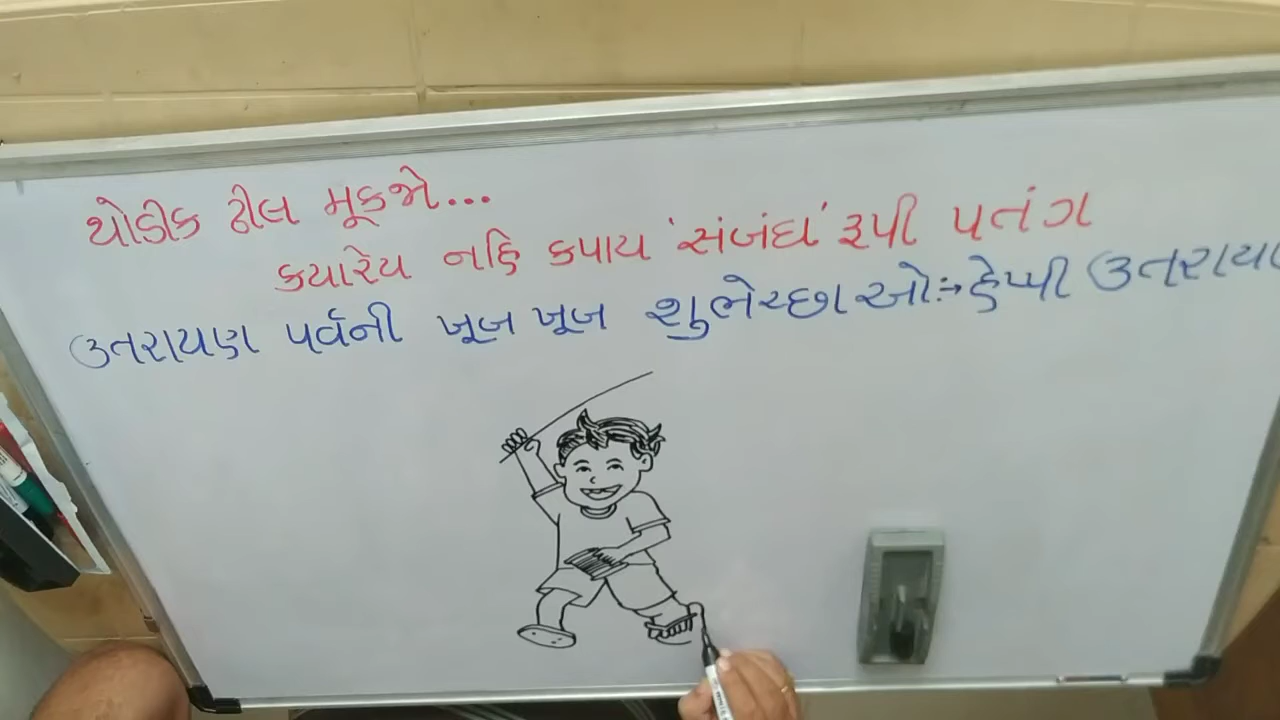 થોડીક ઢીલ મૂકજો...
ક્યારેય નહિ કપાય 'સંબંધ' રૂપી પતંગ
ઉતરાયણ પર્વની ખૂબ ખૂબ શુભેચ્છાઓ:→ હેપ્પી